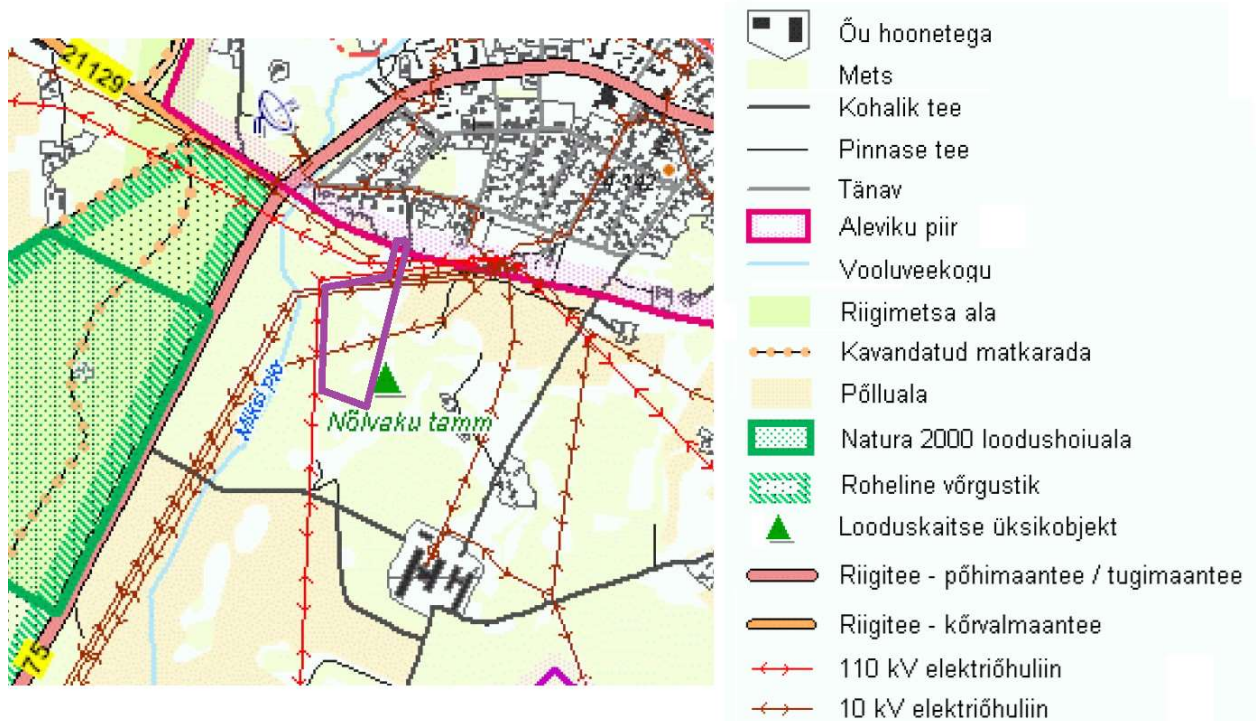 21129
Mikoi pkr
Nõlvaku tamm
75
Õu hoonetega
Mets
Kohalik tee
Pinnase tee
Tänav
Aleviku piir
Vooluveekogu
Riigimetsa ala
Kavandatud matkarada
Põlluala
Natura 2000 loodushoiuala
Roheline võrgustik
Looduskaitse üksikobjekt
Riigitee - põhimaantee / tugimaantee
Riigitee - kõrvalmaantee
110 kV elektriõhuliin
10 kV elektriõhuliin